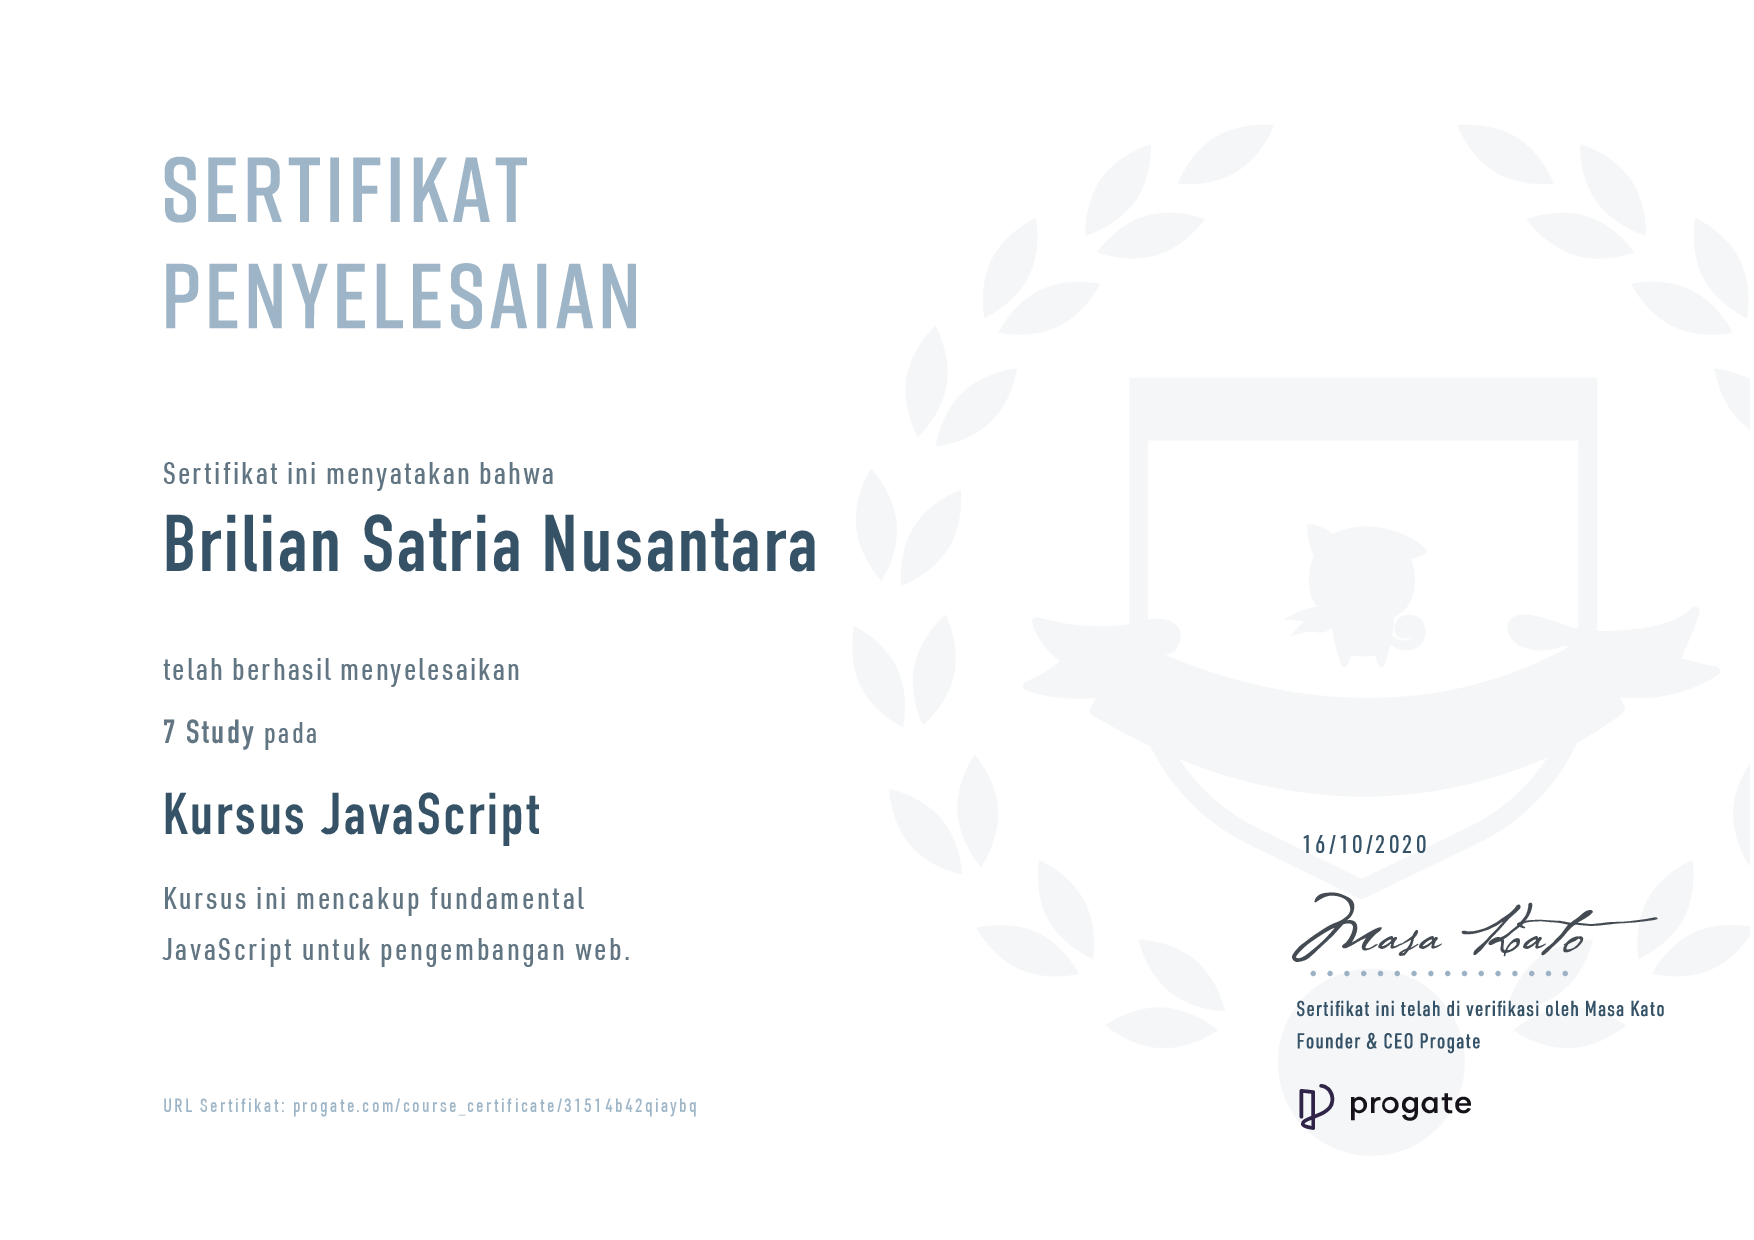 SERTIFIKAT
PENYELESAIAN
Sertifikat ini menyatakan bahwa
Brilian Satria Nusantara
telah berhasil menyelesaikan
7 Study pada
Kursus JavaScript
Kursus ini mencakup fundamental
JavaScript untuk pengembangan web.
16/10/2020
Masa Kato
Sertifikat ini telah di verifikasi oleh Masa Kato
Founder & CEO Progate
progate
URL Sertifikat: progate.com/course_certificate/31514b42qiaybq